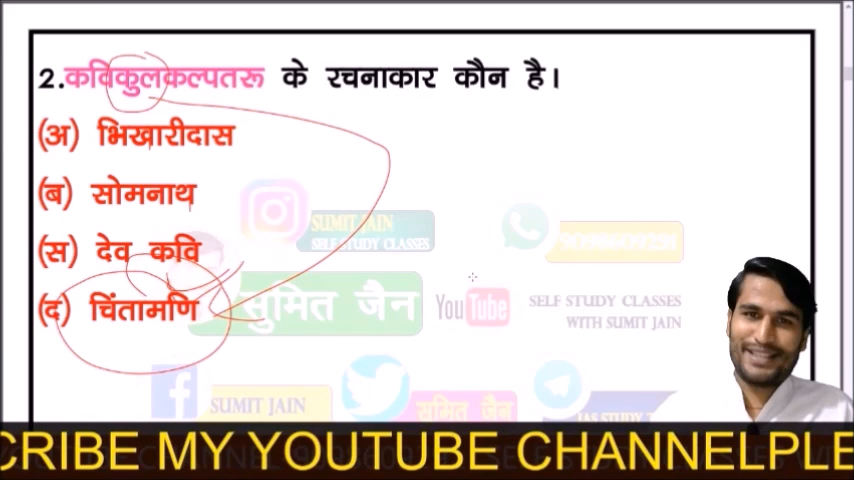 2.कविकुलकल्पतरू के रचनाकार कौन है।
(अ) भिखारीदास
(ब) सोमनाथ
(स) देव कवि
(द) चिंतामणि
SUMIT JAIN
SELF STUDY CLASSES
सुमित जैन
YouTube
SELF STUDY CLASSES
WITH SUMIT JAIN
SUMIT JAIN
सुमित जैन
CRIBE MY YOUTUBE CHANNELPLE